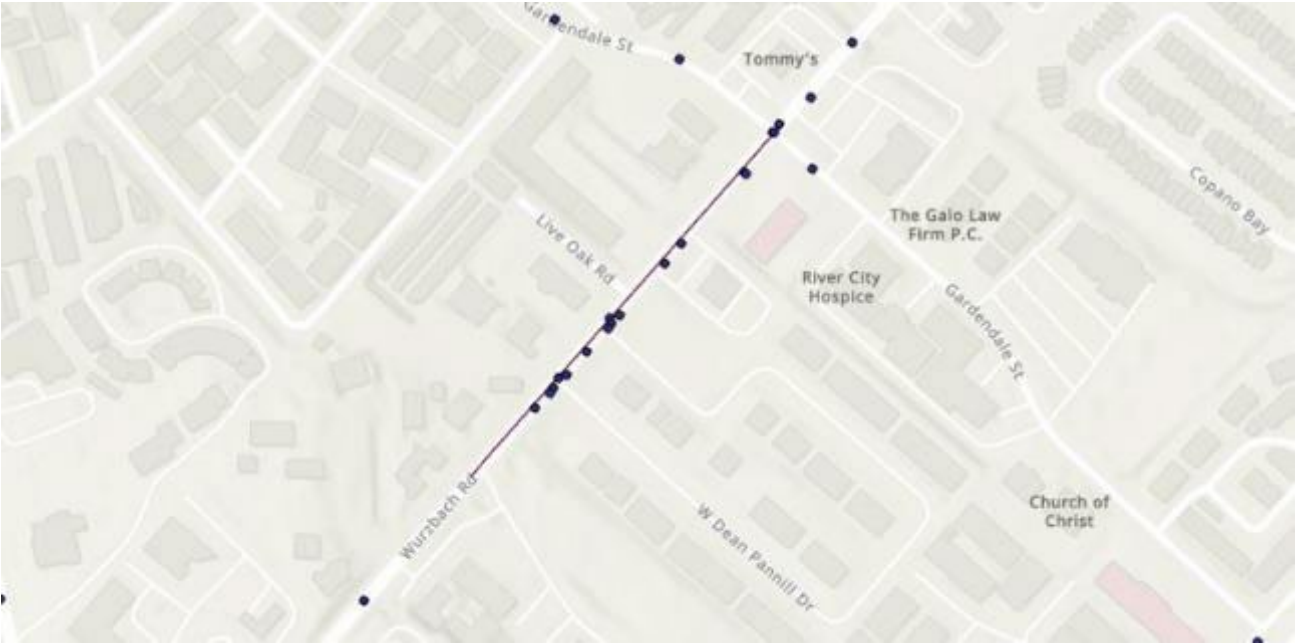 Gardendale St
Tommy's
Copano Bay
Live Oak Rd
The Galo Law
Firm P.C.
River City
Hospice
Gardendale St
Wurzbach Rd
W Dean Pannill Dr
Church of
Christ